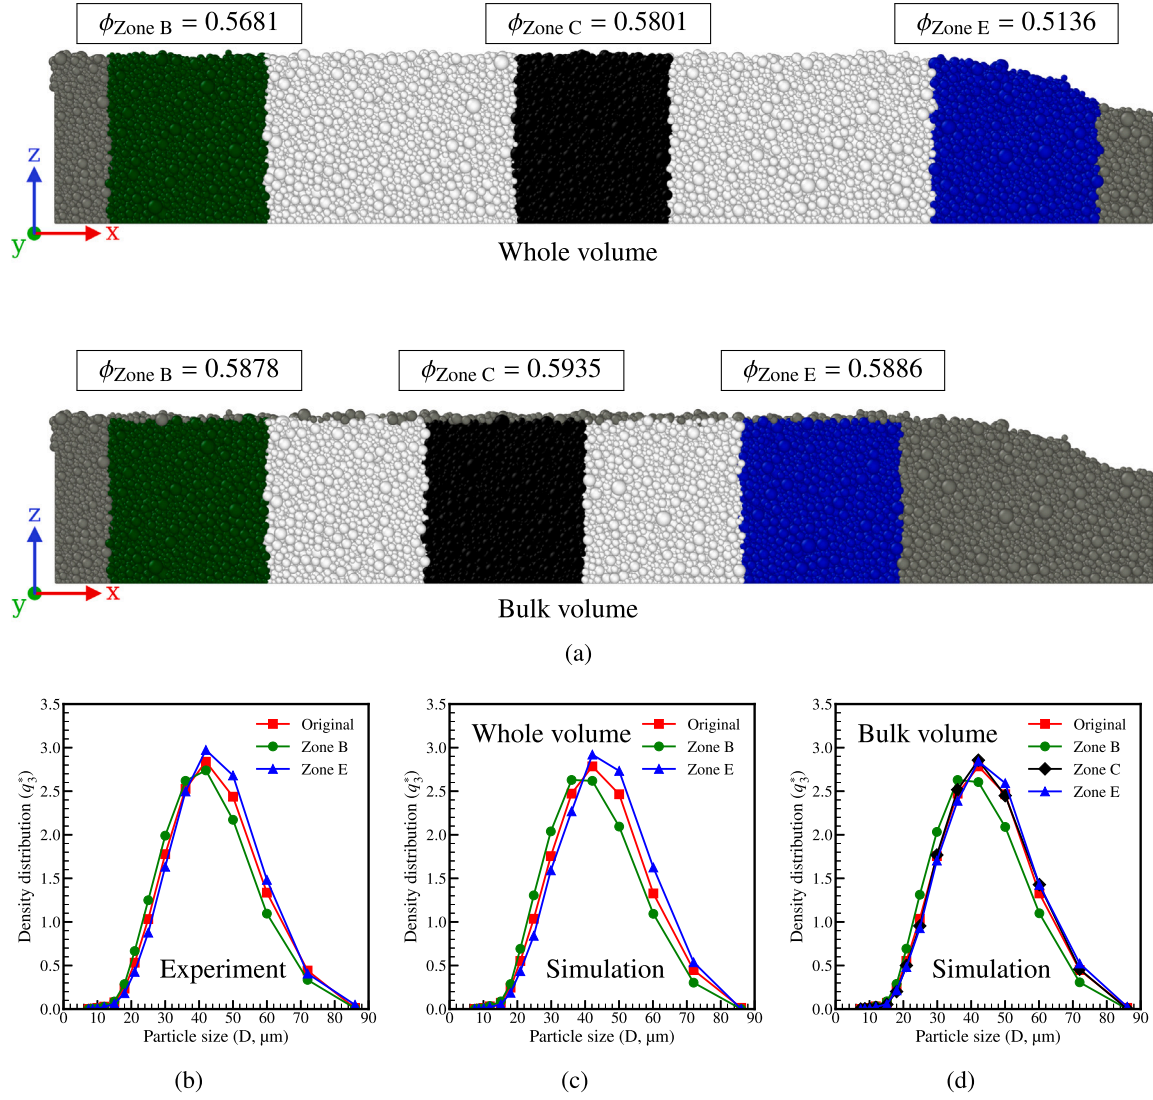 ϕZone B = 0.5681
ϕZone C = 0.5801
ϕZone E = 0.5136
z
y
x
Whole volume
ϕZone B = 0.5878
ϕZone C = 0.5935
ϕZone E = 0.5886
z
y
x
Bulk volume
(a)
3.5
3.0
2.5
2.0
1.5
1.0
0.5
0.0
Density distribution (q₃*)
Original
Zone B
Zone E
Experiment
0 10 20 30 40 50 60 70 80 90
Particle size (D, μm)
(b)
3.5
3.0
2.5
2.0
1.5
1.0
0.5
0.0
Density distribution (q₃*)
Whole volume
Original
Zone B
Zone E
Simulation
0 10 20 30 40 50 60 70 80 90
Particle size (D, μm)
(c)
3.5
3.0
2.5
2.0
1.5
1.0
0.5
0.0
Density distribution (q₃*)
Bulk volume
Original
Zone B
Zone C
Zone E
Simulation
0 10 20 30 40 50 60 70 80 90
Particle size (D, μm)
(d)